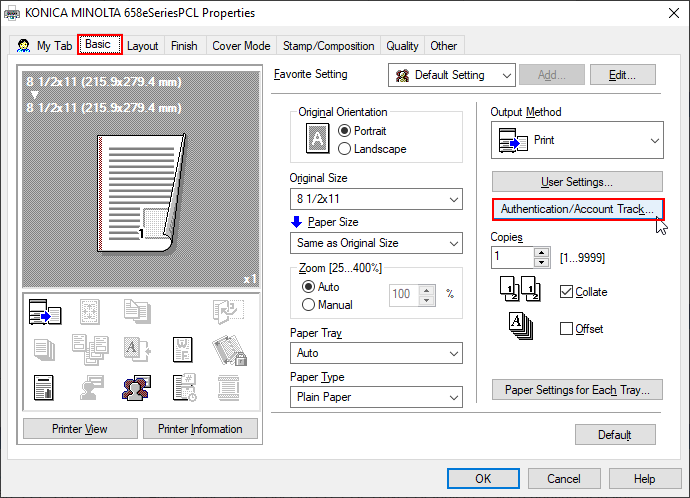 KONICA MINOLTA 658eSeriesPCL Properties
My Tab Basic Layout Finish Cover Mode Stamp/Composition Quality Other
8 1/2x11 (215.9x279.4 mm)
8 1/2x11 (215.9x279.4 mm)
1
x 1
Printer View Printer Information
Favorite Setting Default Setting Add... Edit...
Original Orientation
A
Portrait
Landscape
Original Size
8 1/2x11
Paper Size
Same as Original Size
Zoom [25...400%]
Auto
Manual
100 %
Paper Tray
Auto
Paper Type
Plain Paper
Output Method
Print
User Settings...
Authentication/Account Track...
Copies
1 [1...9999]
Collate
Offset
Paper Settings for Each Tray...
Default
OK Cancel Help